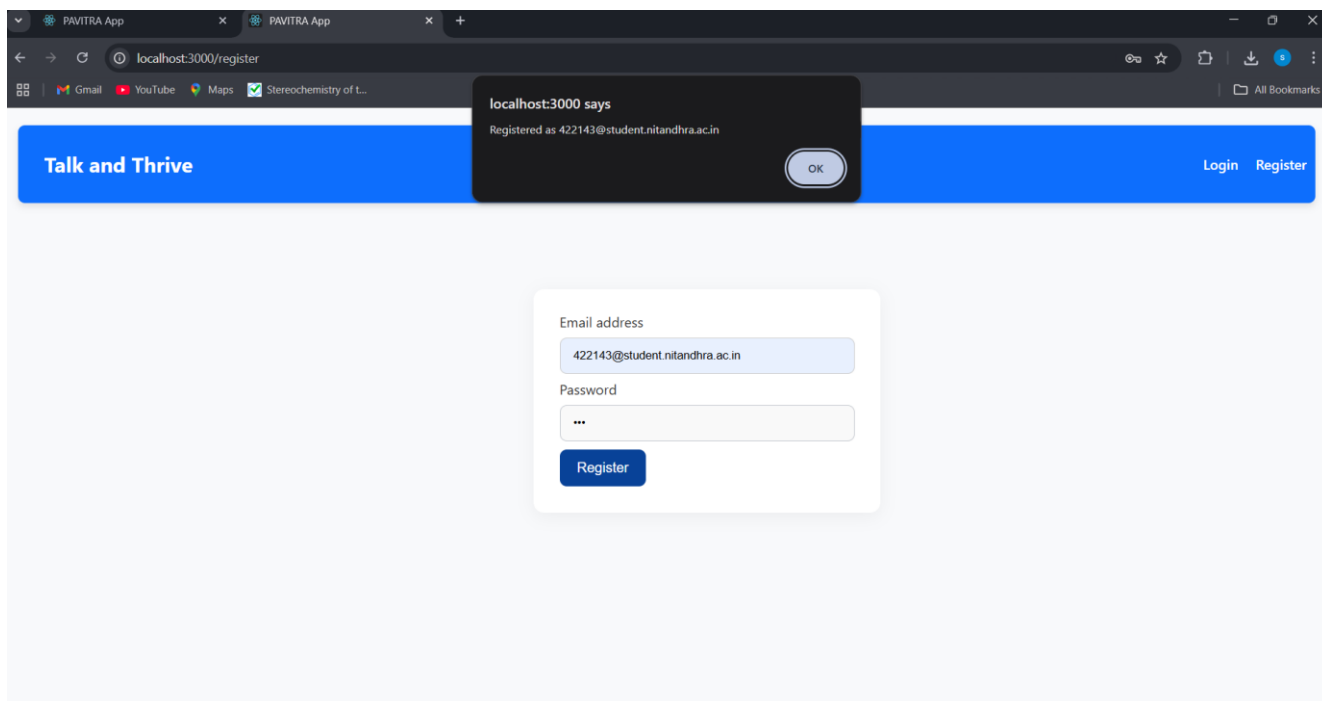 PAVITRA App
PAVITRA App
localhost:3000/register
Gmail YouTube Maps Stereochemistry of t... All Bookmarks
localhost:3000 says
Registered as 422143@student.nitandhra.ac.in
OK
Talk and Thrive
Login Register
Email address
422143@student.nitandhra.ac.in
Password
•••
Register